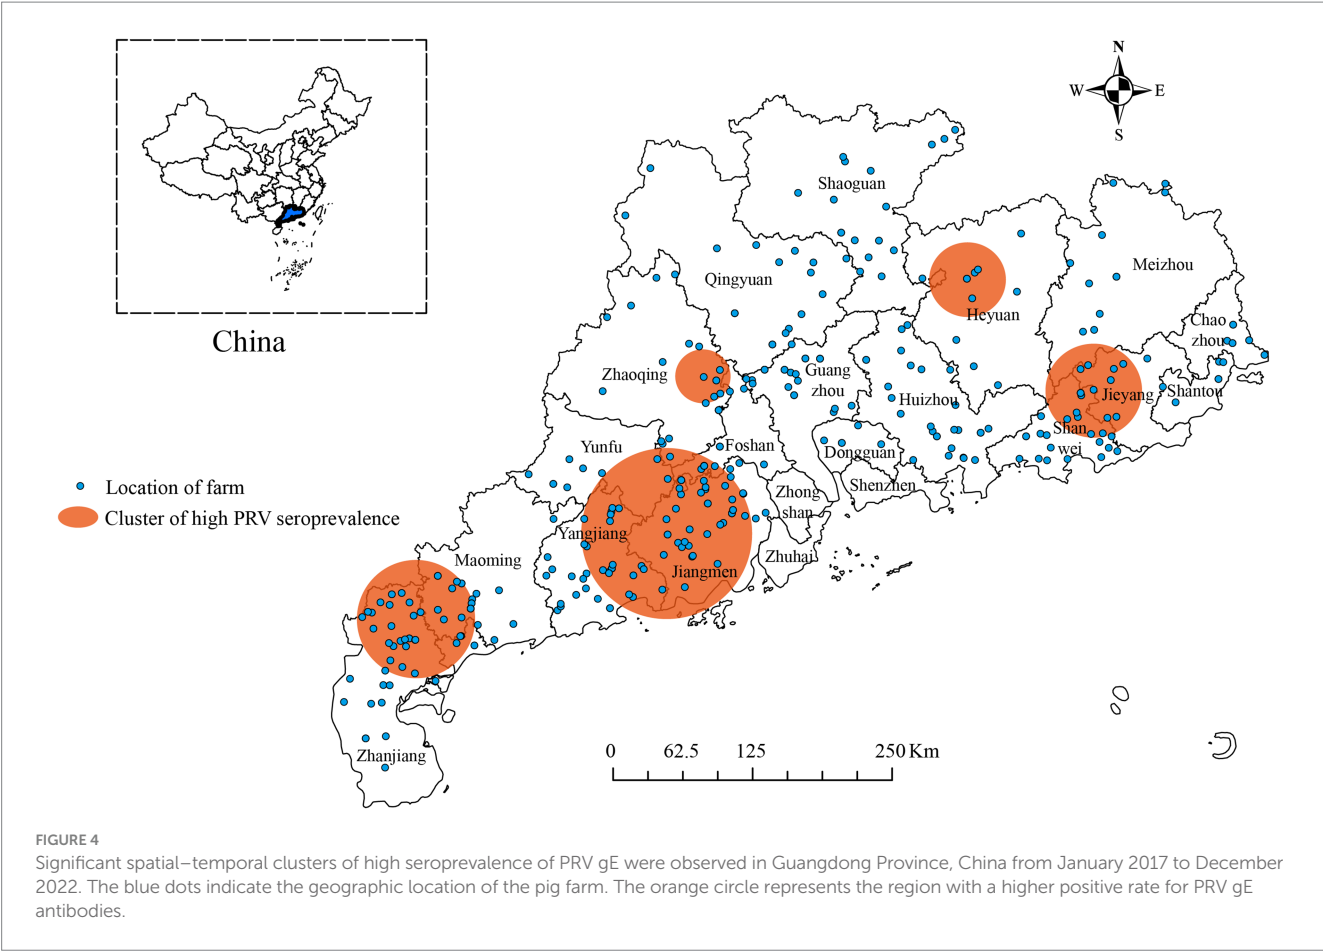 N
W E
S
Shaoguan
Qingyuan
Meizhou
Heyuan
Chao
zhou
China
Zhaoqing
Guang
zhou
Huizhou
Jieyang
Shantou
Shan
wei
Yunfu
Foshan
Dongguan
Shenzhen
Zhong
shan
Location of farm
Cluster of high PRV seroprevalence
Yangjiang
Zhuhai
Maoming
Jiangmen
Zhanjiang
0 62.5 125 250 Km
FIGURE 4
Significant spatial–temporal clusters of high seroprevalence of PRV gE were observed in Guangdong Province, China from January 2017 to December
2022. The blue dots indicate the geographic location of the pig farm. The orange circle represents the region with a higher positive rate for PRV gE
antibodies.